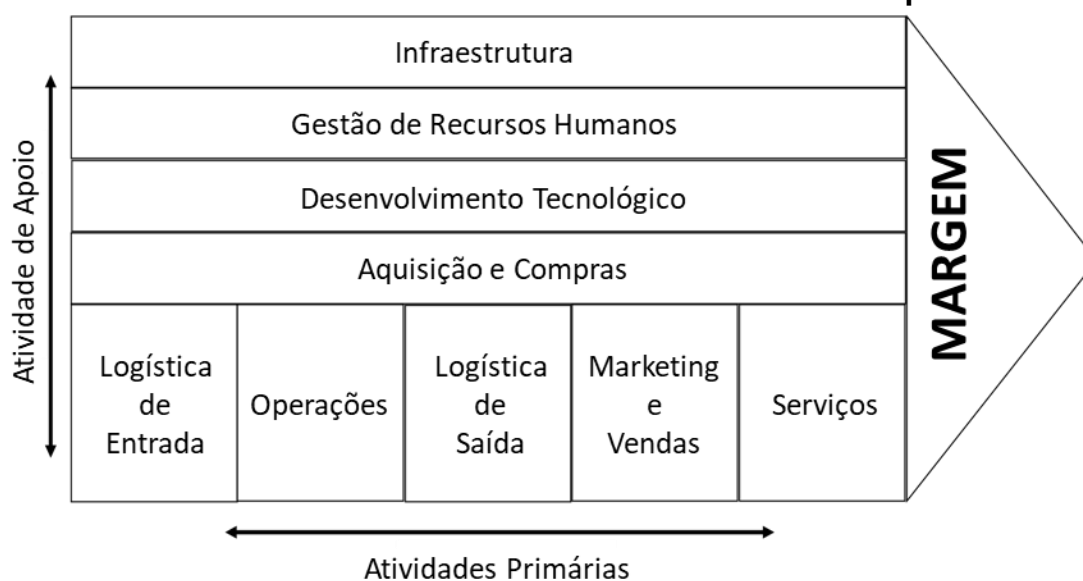 Infraestrutura
Gestão de Recursos Humanos
Desenvolvimento Tecnológico
Aquisição e Compras
Atividade de Apoio
Logística
de
Entrada
Operações
Logística
de
Saída
Marketing
e
Vendas
Serviços
MARGEM
Atividades Primárias